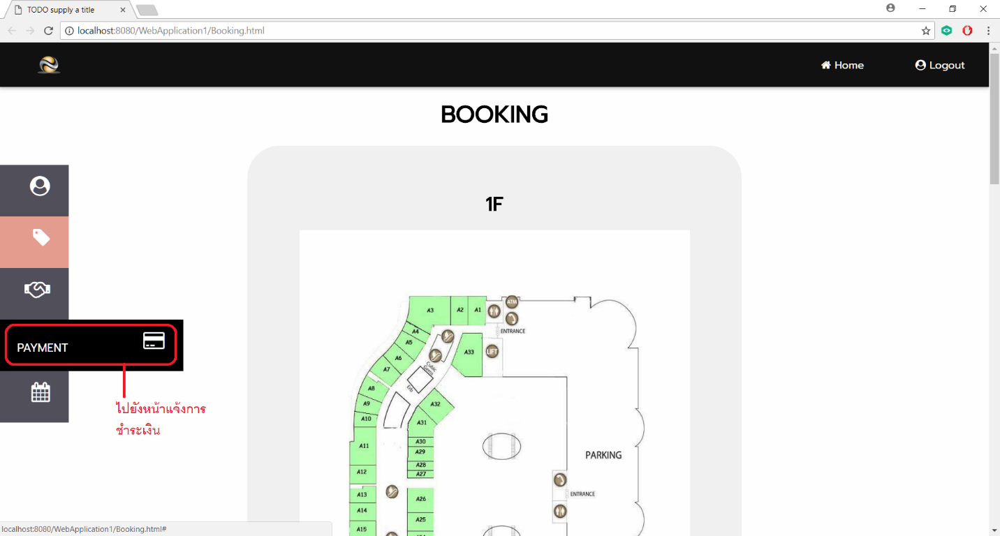 TODO supply a title
localhost:8080/WebApplication1/Booking.html
Home
Logout
BOOKING
1F
PAYMENT
ไปยังหน้าแจ้งการ
ชำระเงิน
A3
A2
A1
ATM
ENTRANCE
A4
A5
A6
A7
A33
LIFT
Cubic
Gems
Erb
A8
A9
A10
A32
A31
A11
A30
A29
A28
A27
A12
PARKING
A13
A26
ENTRANCE
A14
A25
A15
localhost:8080/WebApplication1/Booking.html#